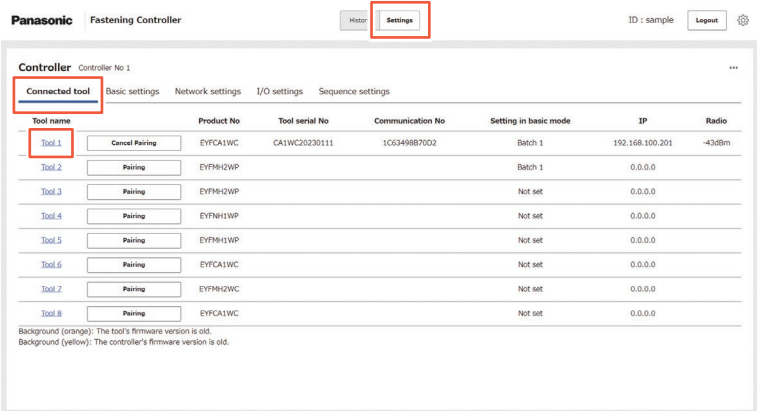 Panasonic Fastening Controller Settings ID : sample Logout
Controller Controller No 1 ...
Connected tool Basic settings Network settings I/O settings Sequence settings
Tool name Product No Tool serial No Communication No Setting in basic mode IP Radio
Tool 1 Cancel Pairing EYFCA1WC CA1WC20230111 1C63498B70D2 Batch 1 192.168.100.201 -43dBm
Tool 2 Pairing EYFMH2WP Batch 1 0.0.0.0
Tool 3 Pairing EYFMH2WP Not set 0.0.0.0
Tool 4 Pairing EYFNH1WP Not set 0.0.0.0
Tool 5 Pairing EYFMH1WP Not set 0.0.0.0
Tool 6 Pairing EYFCA1WC Not set 0.0.0.0
Tool 7 Pairing EYFMH2WC Not set 0.0.0.0
Tool 8 Pairing EYFCA1WC Not set 0.0.0.0
Background (orange): The tool's firmware version is old.
Background (yellow): The controller's firmware version is old.